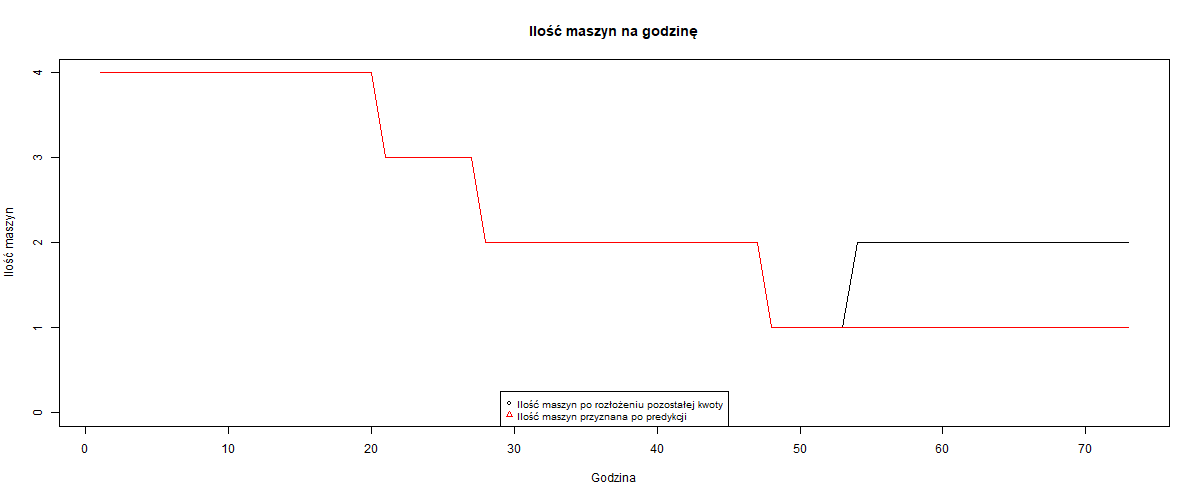 Ilość maszyn na godzinę
Ilość maszyn
4
3
2
1
0
Ilość maszyn po rozłożeniu pozostałej kwoty
Ilość maszyn przyznana po predykcji
0 10 20 30 40 50 60 70
Godzina